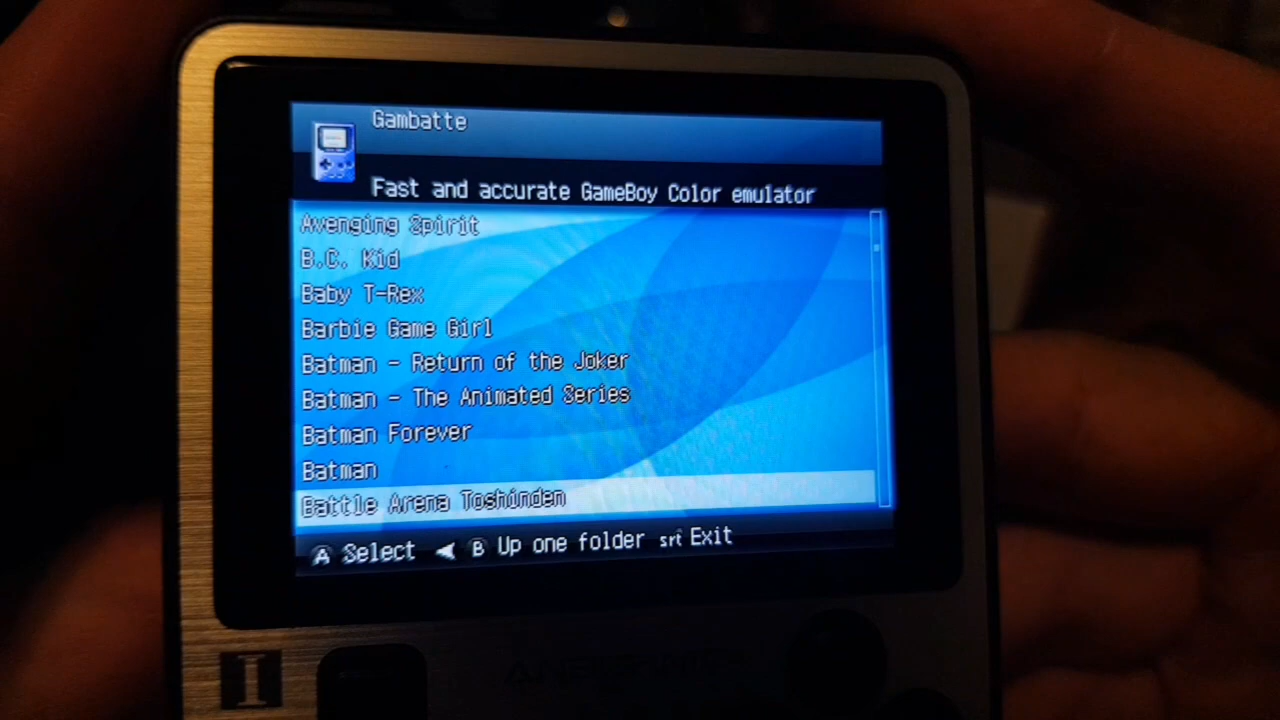 Gambatte
Fast and accurate GameBoy Color emulator
Avenging Spirit
B.C. Kid
Baby T-Rex
Barbie Game Girl
Batman - Return of the Joker
Batman - The Animated Series
Batman Forever
Batman
Battle Arena Toshinden
A Select ◀ B Up one folder srt Exit
I